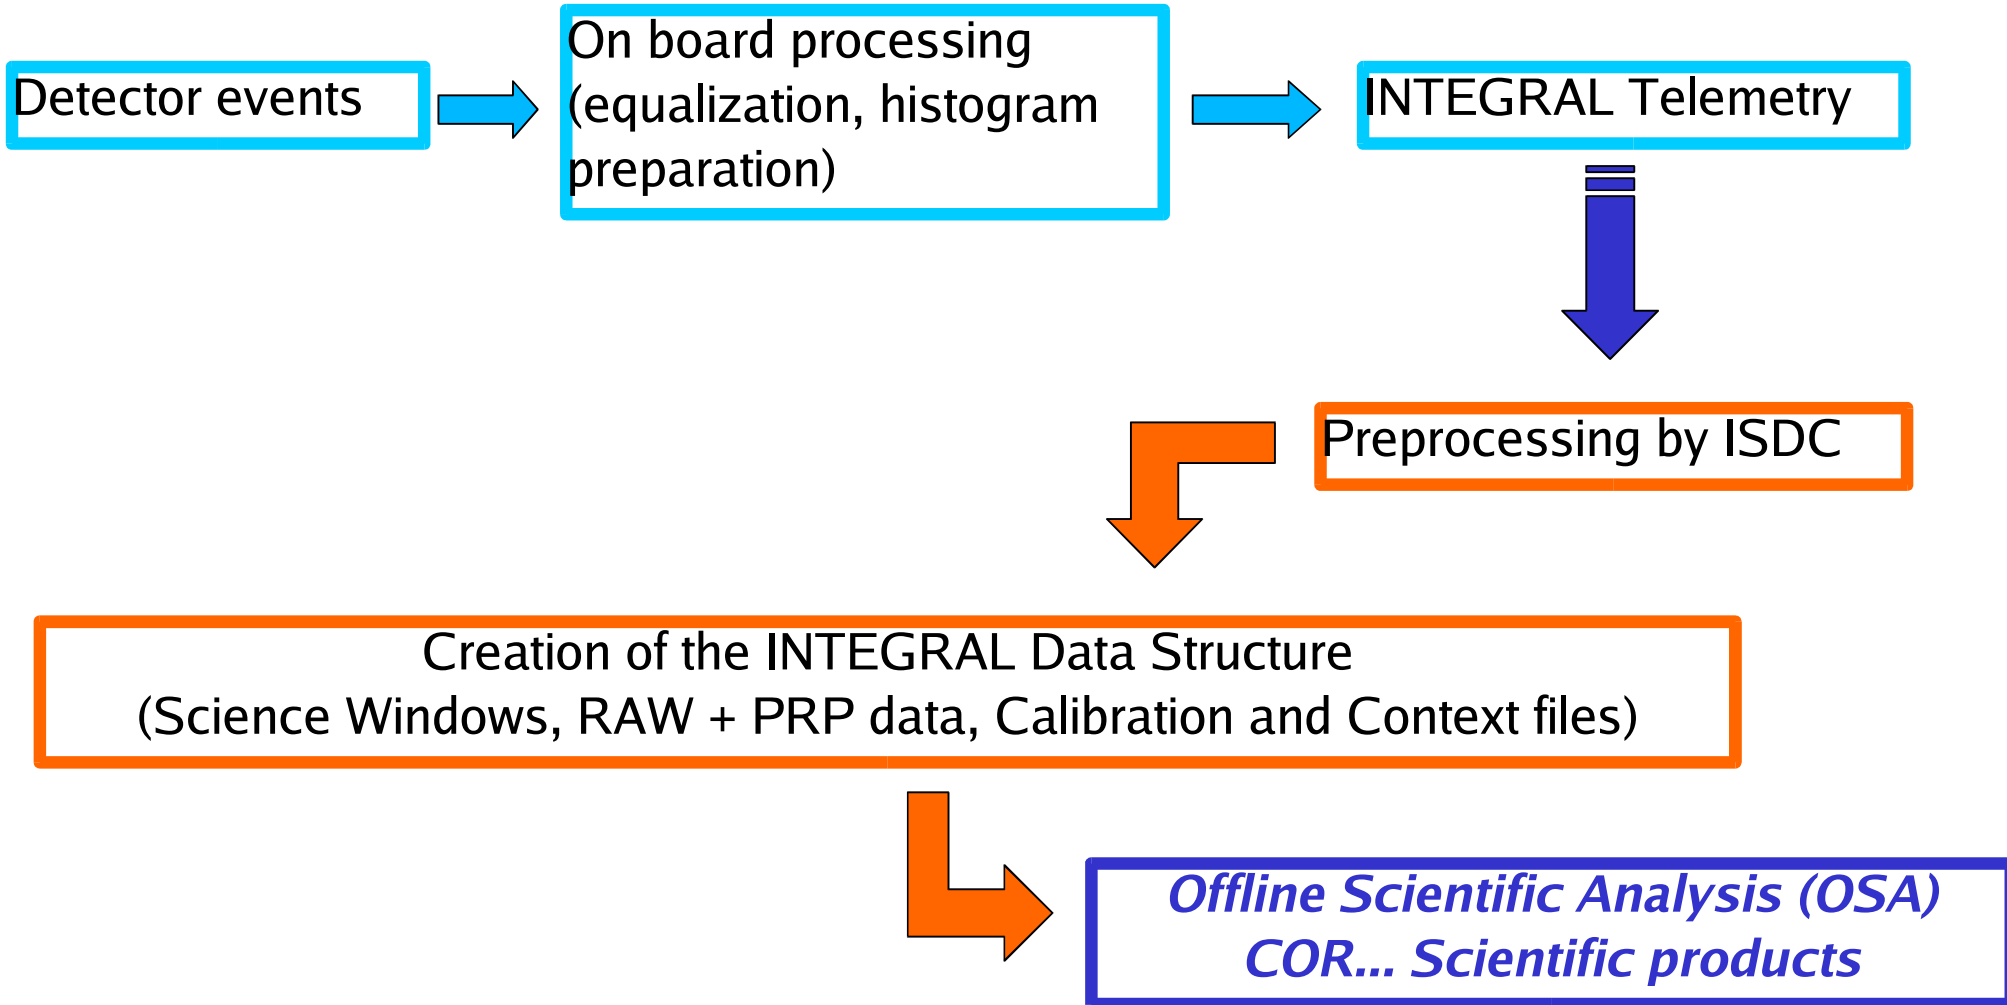 Detector events
On board processing
(equalization, histogram
preparation)
INTEGRAL Telemetry
Preprocessing by ISDC
Creation of the INTEGRAL Data Structure
(Science Windows, RAW + PRP data, Calibration and Context files)
Offline Scientific Analysis (OSA)
COR... Scientific products